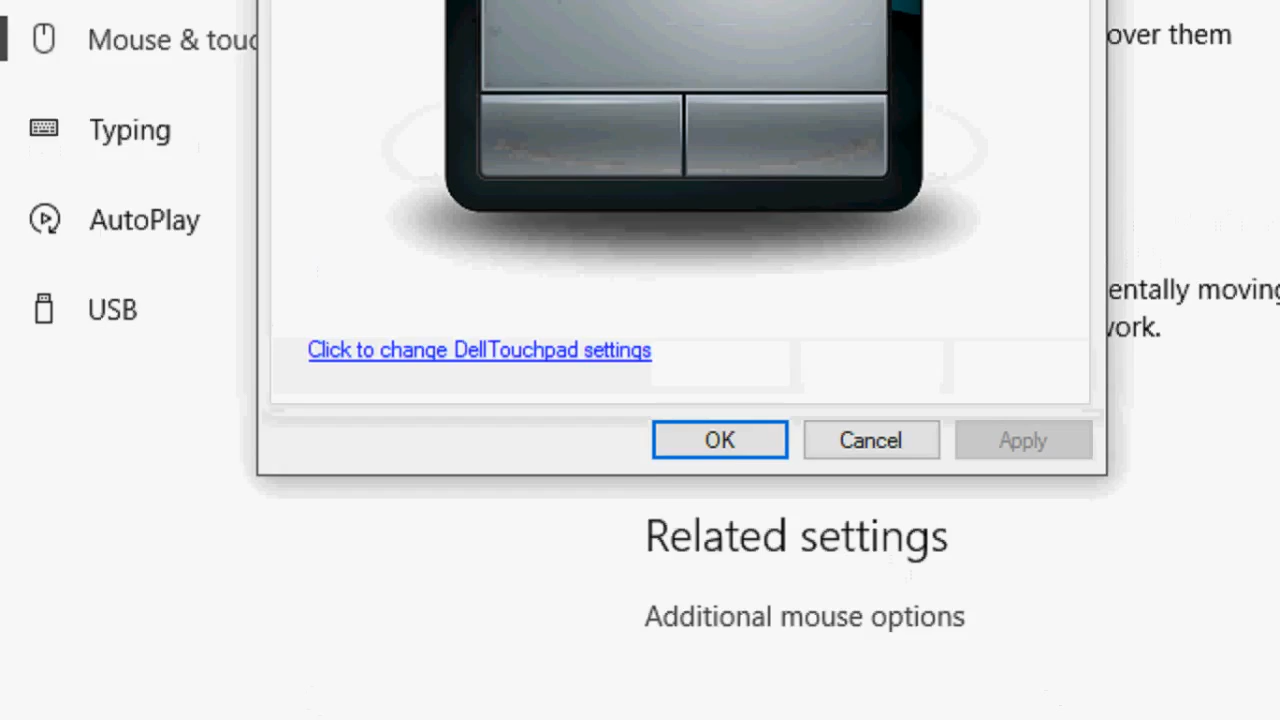 Mouse & touc
over them
Typing
AutoPlay
entally moving
USB
work.
Click to change DellTouchpad settings
OK
Cancel
Apply
Related settings
Additional mouse options